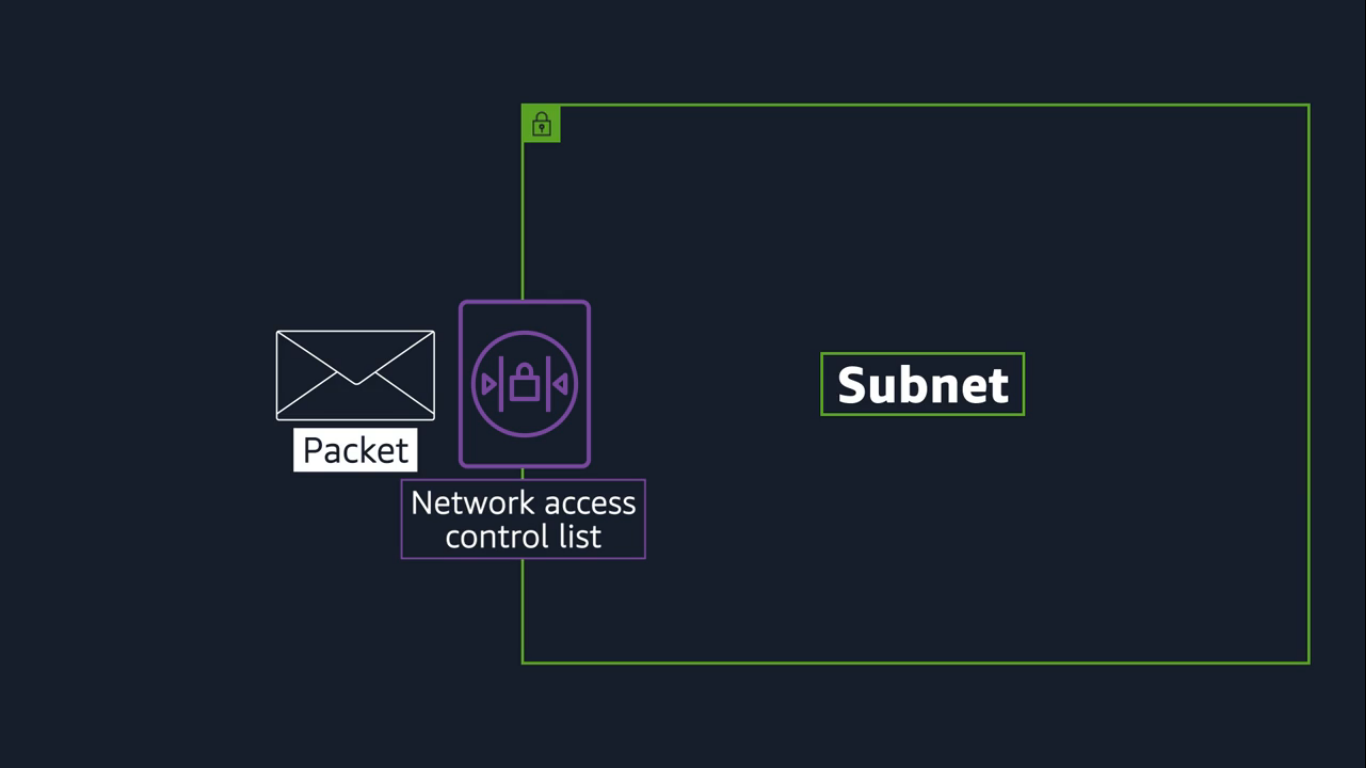 Subnet
Packet
Network access
control list